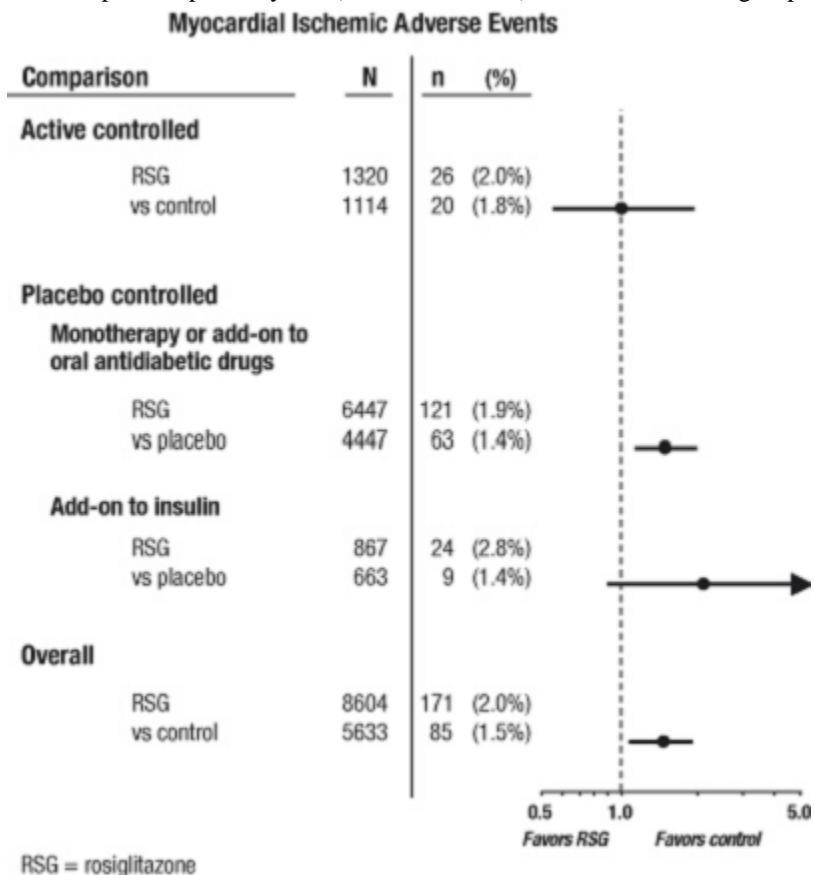 Myocardial Ischemic Adverse Events
Comparison N n (%)
Active controlled
RSG 1320 26 (2.0%)
vs control 1114 20 (1.8%)
Placebo controlled
Monotherapy or add-on to
oral antidiabetic drugs
RSG 6447 121 (1.9%)
vs placebo 4447 63 (1.4%)
Add-on to insulin
RSG 867 24 (2.8%)
vs placebo 663 9 (1.4%)
Overall
RSG 8604 171 (2.0%)
vs control 5633 85 (1.5%)
0.5 1.0 5.0
Favors RSG Favors control
RSG = rosiglitazone